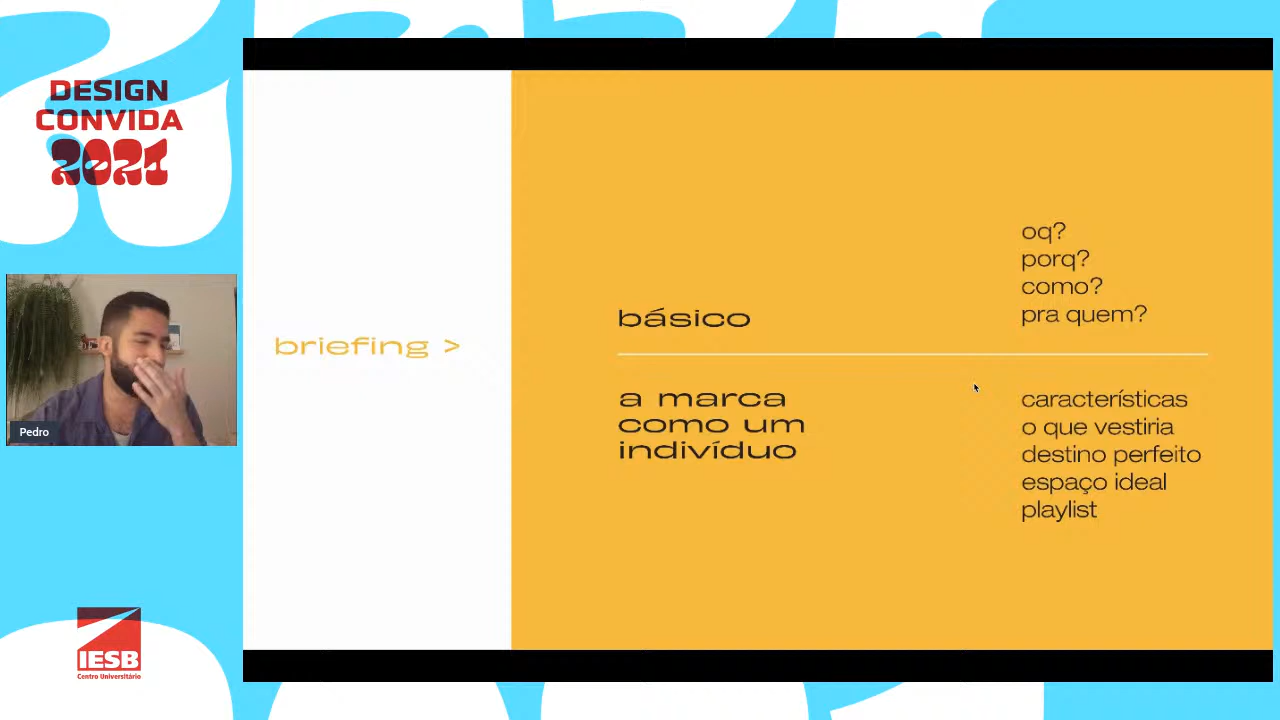 DESIGN
CONVIDA
2021
Pedro
IESB
Centro Universitário
briefing >
básico
oq?
porq?
como?
pra quem?
a marca
como um
indivíduo
características
o que vestiria
destino perfeito
espaço ideal
playlist